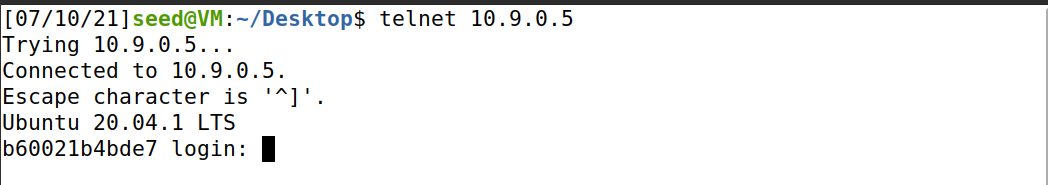 [07/10/21]seed@VM:~/Desktop$ telnet 10.9.0.5
Trying 10.9.0.5...
Connected to 10.9.0.5.
Escape character is '^]'.
Ubuntu 20.04.1 LTS
b60021b4bde7 login: